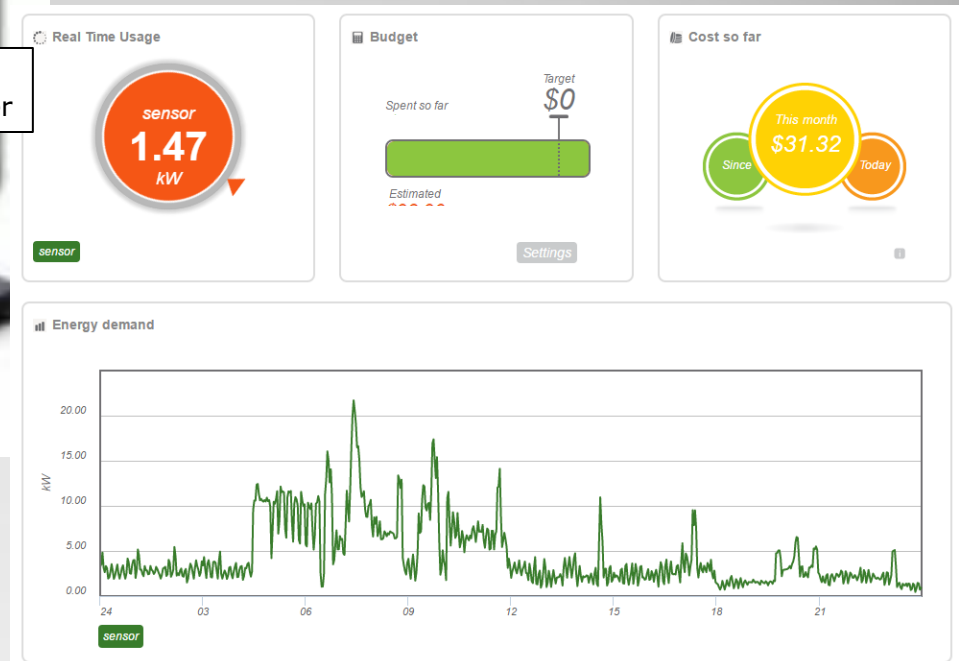 Real Time Usage
sensor
1.47
kW
sensor
Budget
Target
Spent so far
$0
Estimated
Settings
Cost so far
This month
$31.32
Since
Today
Energy demand
20.00
15.00
10.00
5.00
0.00
kW
24 03 06 09 12 15 18 21
sensor